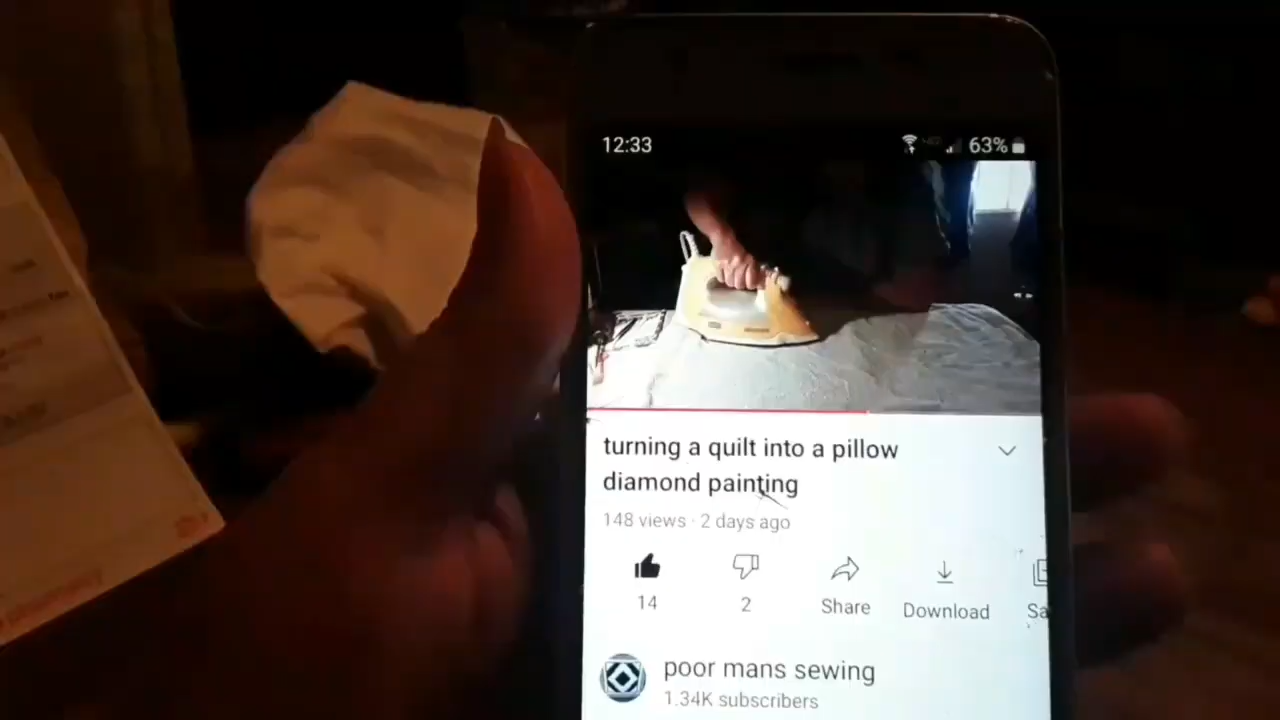 12:33
63%
turning a quilt into a pillow
diamond painting
148 views · 2 days ago
14
2
Share
Download
Sa
poor mans sewing
1.34K subscribers